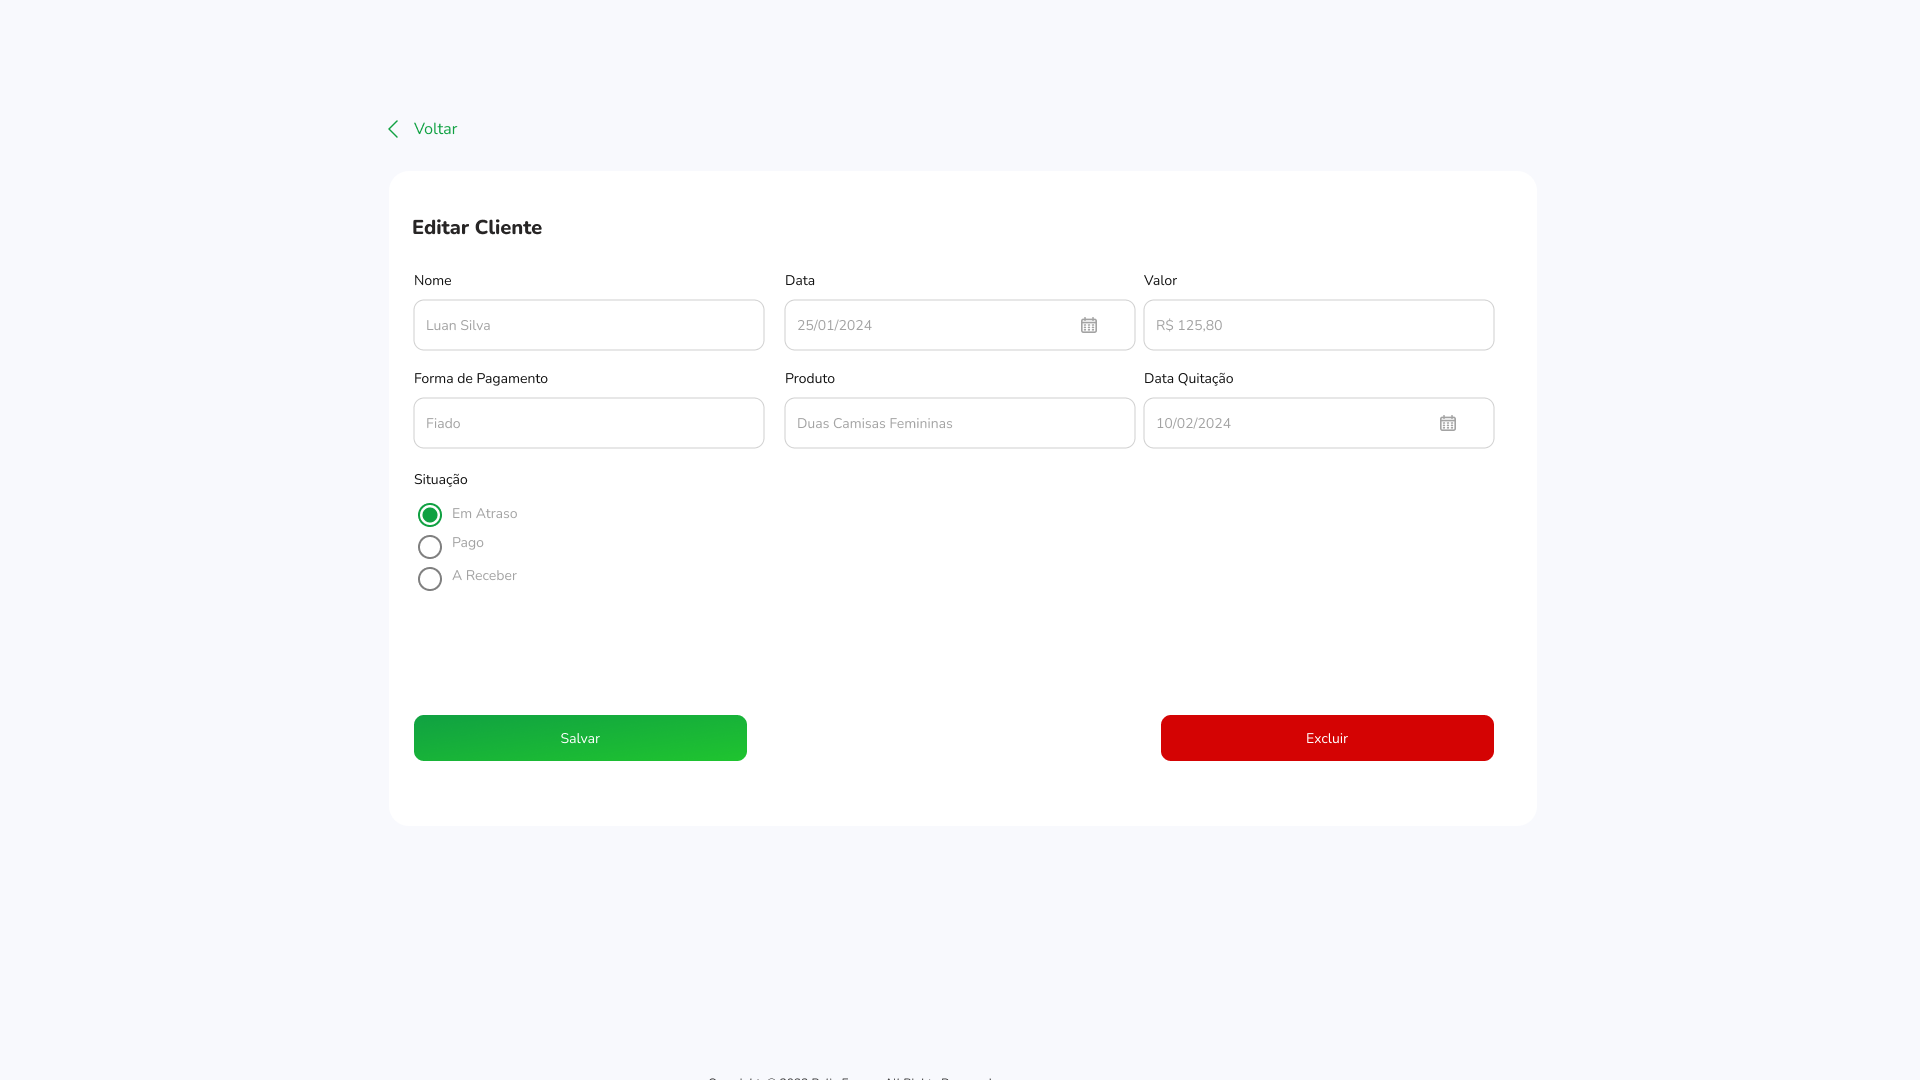 Voltar
Editar Cliente
Nome
Data
Valor
Luan Silva
25/01/2024
R$ 125,80
Forma de Pagamento
Produto
Data Quitação
Fiado
Duas Camisas Femininas
10/02/2024
Situação
Em Atraso
Pago
A Receber
Salvar
Excluir